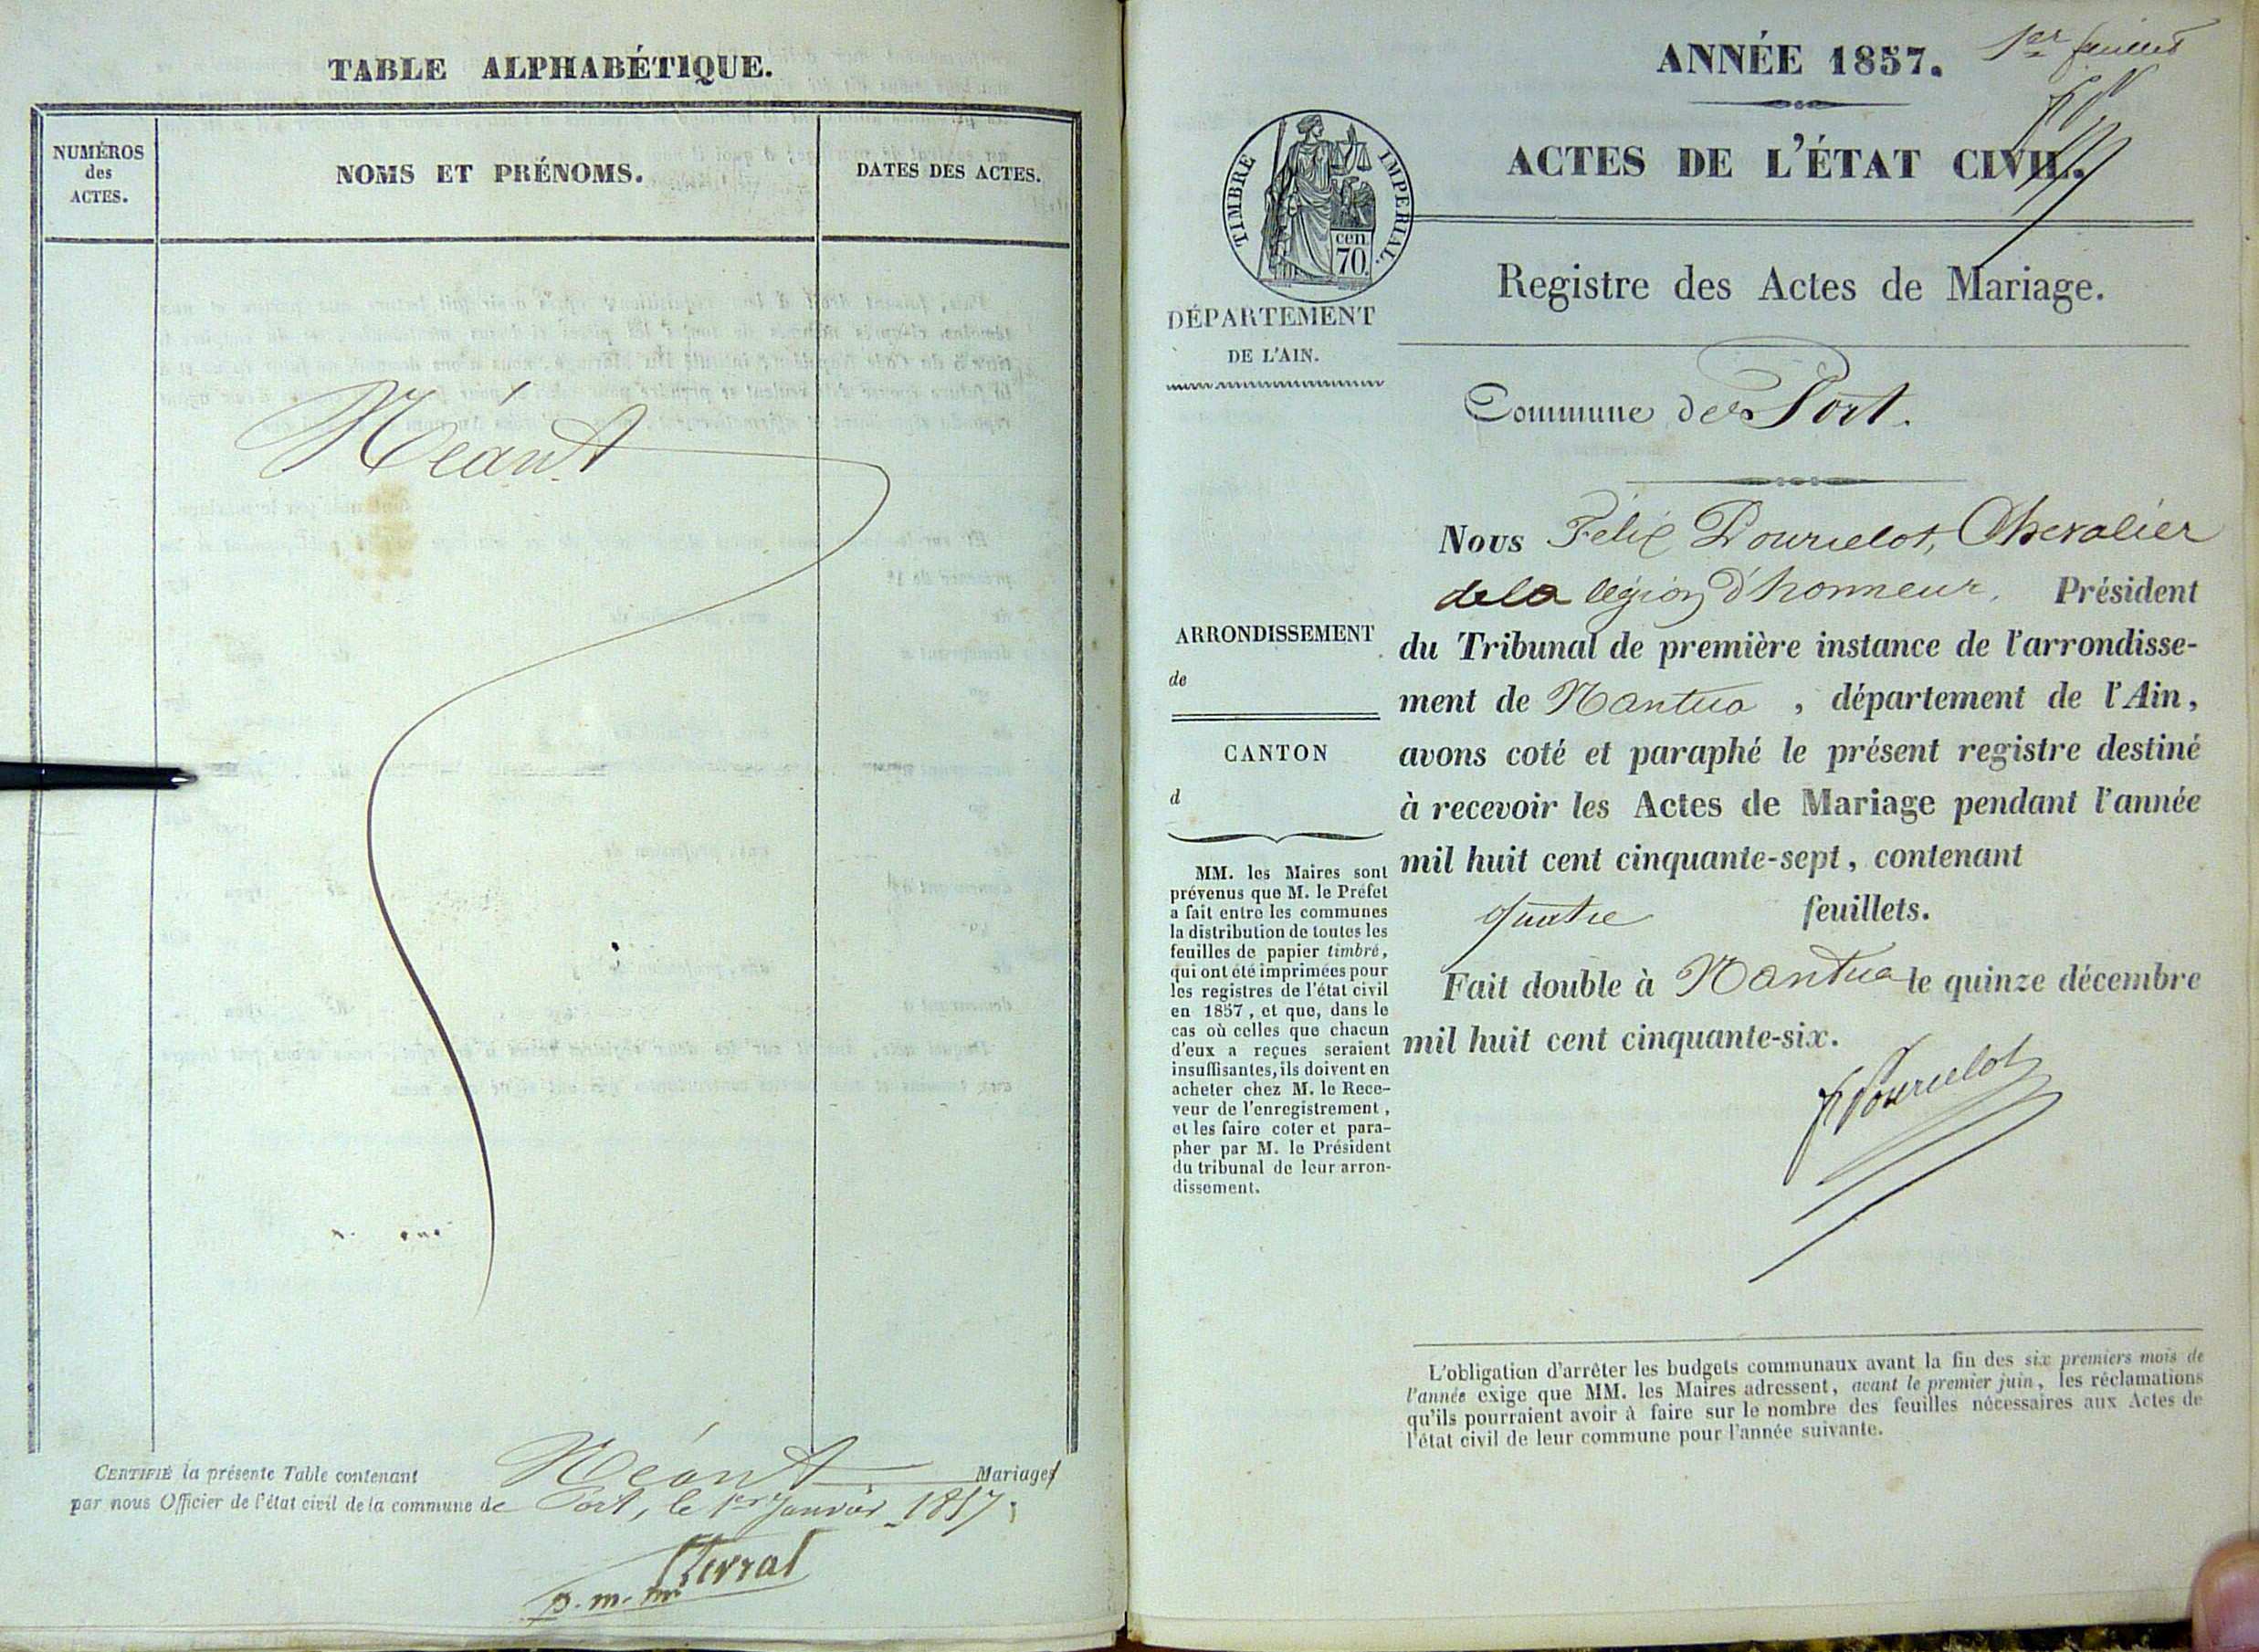 TABLE ALPHABÉTIQUE.
NUMÉROS
des
ACTES.
NOMS ET PRÉNOMS.
DATES DES ACTES.
Néant
CERTIFIÉ la présente Table contenant Néant Mariages
par nous Officier de l'état civil de la commune de Port, le 1er Janvier 1857;
ANNÉE 1857.
1er feuillet
ACTES DE L'ÉTAT CIVIL.
TIMBRE IMPERIAL.
cen.
70.
Registre des Actes de Mariage.
DÉPARTEMENT
DE L'AIN.
Commune de Port.
Nous Félix Pourcelot, Chevalier
de la légion d'honneur, Président
du Tribunal de première instance de l'arrondisse-
ment de Nantua, département de l'Ain,
avons coté et paraphé le présent registre destiné
à recevoir les Actes de Mariage pendant l'année
mil huit cent cinquante-sept, contenant
quatre feuillets.
Fait double à Nantua le quinze décembre
mil huit cent cinquante-six.
F Pourcelot
ARRONDISSEMENT
de
CANTON
d
MM. les Maires sont
prévenus que M. le Préfet
a fait entre les communes
la distribution de toutes les
feuilles de papier timbré,
qui ont été imprimées pour
les registres de l'état civil
en 1857, et que, dans le
cas où celles que chacun
d'eux a reçues seraient
insuffisantes, ils doivent en
acheter chez M. le Rece-
veur de l'enregistrement,
et les faire coter et para-
pher par M. le Président
du tribunal de leur arron-
dissement.
L'obligation d'arrêter les budgets communaux avant la fin des six premiers mois de
l'année exige que MM. les Maires adressent, avant le premier juin, les réclamations
qu'ils pourraient avoir à faire sur le nombre des feuilles nécessaires aux Actes de
l'état civil de leur commune pour l'année suivante.